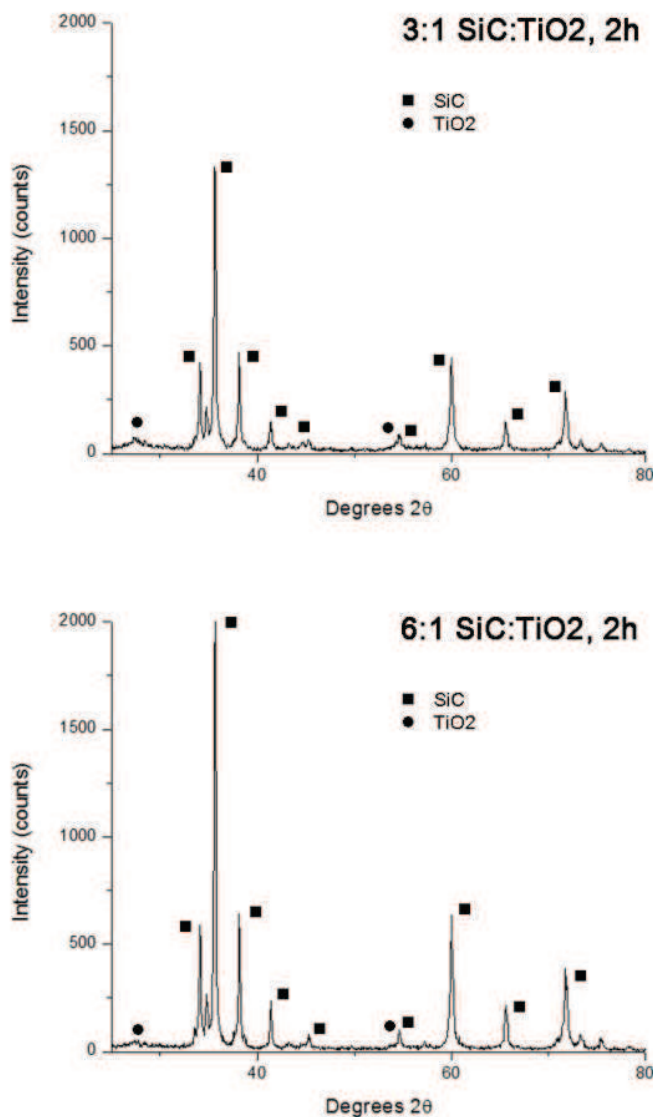 3:1 SiC:TiO2, 2h
SiC
TiO2
2000
1500
1000
500
0
Intensity (counts)
40
60
80
Degrees 2θ
6:1 SiC:TiO2, 2h
SiC
TiO2
2000
1500
1000
500
0
Intensity (counts)
40
60
80
Degrees 2θ